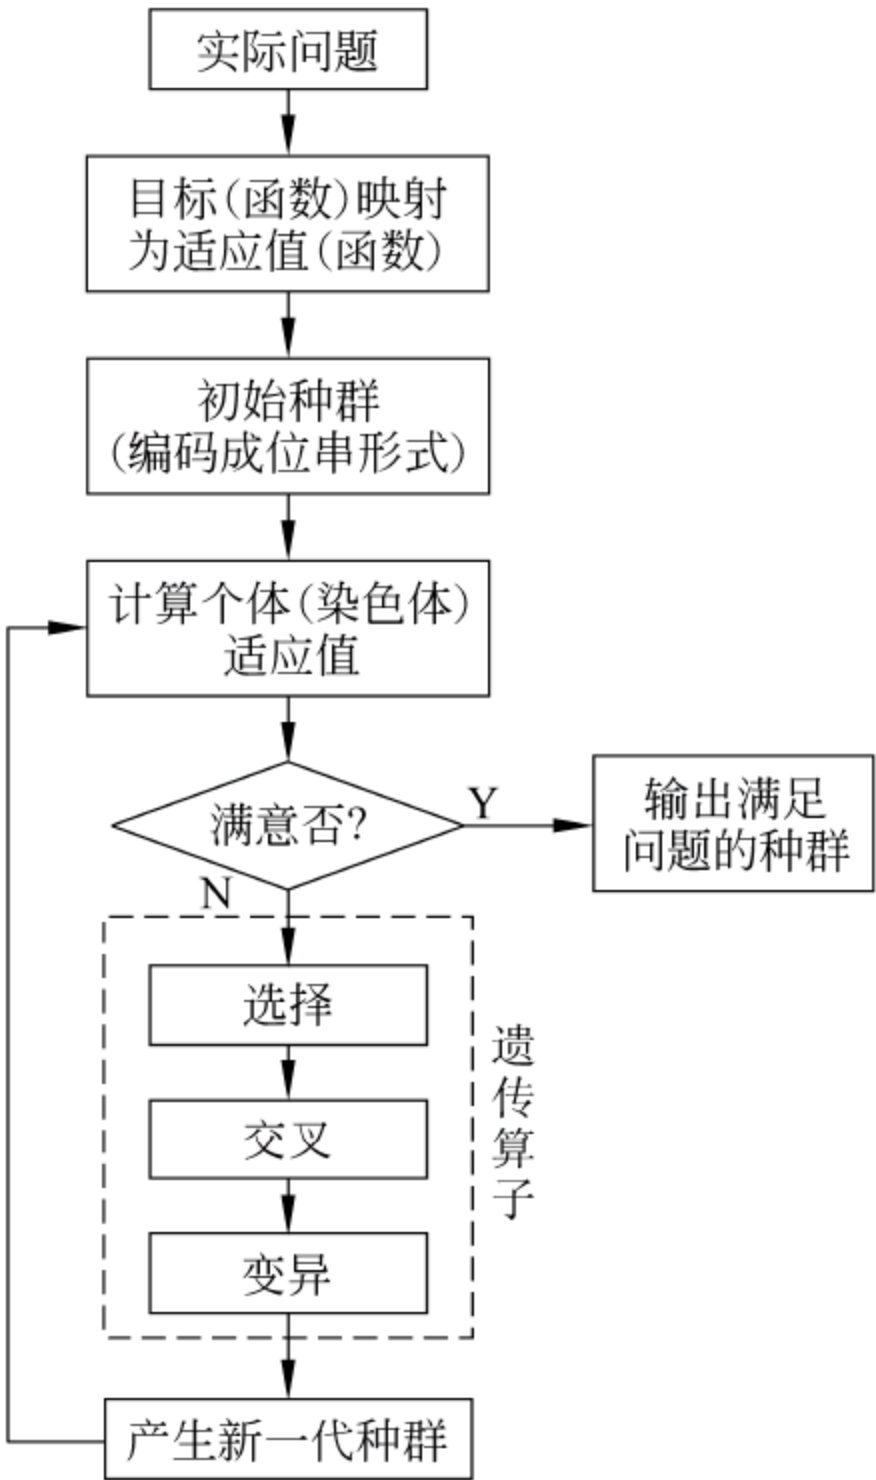 实际问题
目标(函数)映射
为适应值(函数)
初始种群
(编码成位串形式)
计算个体(染色体)
适应值
满意否?
Y
输出满足
问题的种群
N
选择
交叉
变异
遗传算子
产生新一代种群